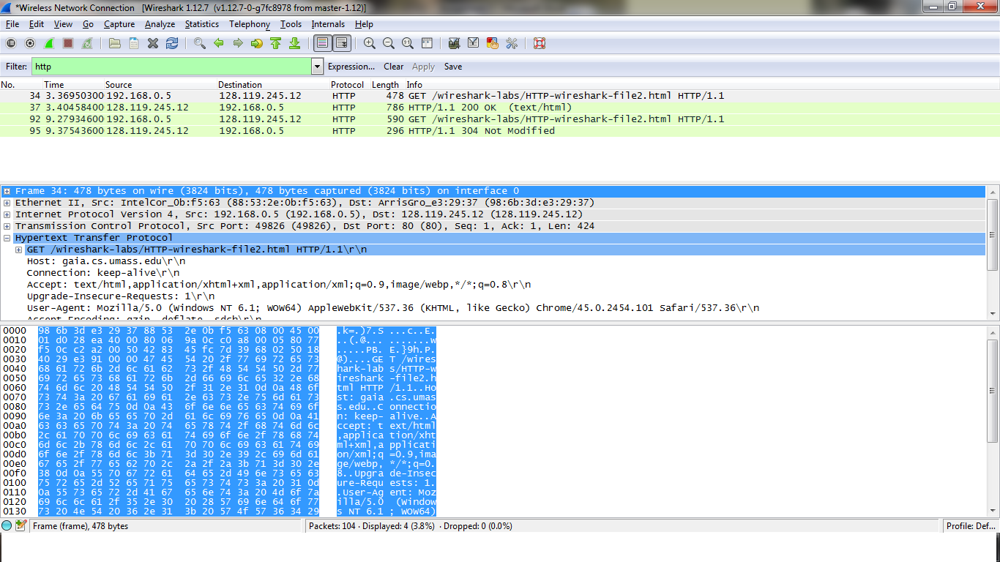 *Wireless Network Connection [Wireshark 1.12.7 (v1.12.7-0-g7fc8978 from master-1.12)]
File Edit View Go Capture Analyze Statistics Telephony Tools Internals Help
Filter: http Expression... Clear Apply Save
No. Time Source Destination Protocol Length Info
34 3.36950300 192.168.0.5 128.119.245.12 HTTP 478 GET /wireshark-labs/HTTP-wireshark-file2.html HTTP/1.1
37 3.40458400 128.119.245.12 192.168.0.5 HTTP 786 HTTP/1.1 200 OK (text/html)
92 9.27934600 192.168.0.5 128.119.245.12 HTTP 590 GET /wireshark-labs/HTTP-wireshark-file2.html HTTP/1.1
95 9.37543600 128.119.245.12 192.168.0.5 HTTP 296 HTTP/1.1 304 Not Modified
Frame 34: 478 bytes on wire (3824 bits), 478 bytes captured (3824 bits) on interface 0
Ethernet II, Src: IntelCor_0b:f5:63 (88:53:2e:0b:f5:63), Dst: ArrisGro_e3:29:37 (98:6b:3d:e3:29:37)
Internet Protocol Version 4, Src: 192.168.0.5 (192.168.0.5), Dst: 128.119.245.12 (128.119.245.12)
Transmission Control Protocol, Src Port: 49826 (49826), Dst Port: 80 (80), Seq: 1, Ack: 1, Len: 424
Hypertext Transfer Protocol
GET /wireshark-labs/HTTP-wireshark-file2.html HTTP/1.1\r\n
Host: gaia.cs.umass.edu\r\n
Connection: keep-alive\r\n
Accept: text/html,application/xhtml+xml,application/xml;q=0.9,image/webp,*/*;q=0.8\r\n
Upgrade-Insecure-Requests: 1\r\n
User-Agent: Mozilla/5.0 (Windows NT 6.1; WOW64) AppleWebKit/537.36 (KHTML, like Gecko) Chrome/45.0.2454.101 Safari/537.36\r\n
Accept-Encoding: gzip, deflate, sdch\r\n
0000 98 6b 3d e3 29 37 88 53 2e 0b f5 63 08 00 45 00 .k=.)7.S ...c..E.
0010 01 d0 28 ea 40 00 80 06 9a 0c c0 a8 00 05 80 77 ..(.@... .......w
0020 f5 0c c2 a2 00 50 42 83 45 fc 7d 39 68 02 50 18 .....PB. E.}9h.P.
0030 40 29 e3 91 00 00 47 45 54 20 2f 77 69 72 65 73 @)....GE T /wires
0040 68 61 72 6b 2d 6c 61 62 73 2f 48 54 54 50 2d 77 hark-lab s/HTTP-w
0050 69 72 65 73 68 61 72 6b 2d 66 69 6c 65 32 2e 68 ireshark -file2.h
0060 74 6d 6c 20 48 54 54 50 2f 31 2e 31 0d 0a 48 6f tml HTTP /1.1..Ho
0070 73 74 3a 20 67 61 69 61 2e 63 73 2e 75 6d 61 73 st: gaia .cs.umas
0080 73 2e 65 64 75 0d 0a 43 6f 6e 6e 65 63 74 69 6f s.edu..C onnectio
0090 6e 3a 20 6b 65 65 70 2d 61 6c 69 76 65 0d 0a 41 n: keep- alive..A
00a0 63 63 65 70 74 3a 20 74 65 78 74 2f 68 74 6d 6c ccept: t ext/html
00b0 2c 61 70 70 6c 69 63 61 74 69 6f 6e 2f 78 68 74 ,applica tion/xht
00c0 6d 6c 2b 78 6d 6c 2c 61 70 70 6c 69 63 61 74 69 ml+xml,a pplicati
00d0 6f 6e 2f 78 6d 6c 3b 71 3d 30 2e 39 2c 69 6d 61 on/xml;q =0.9,ima
00e0 67 65 2f 77 65 62 70 2c 2a 2f 2a 3b 71 3d 30 2e ge/webp, */*;q=0.
00f0 38 0d 0a 55 70 67 72 61 64 65 2d 49 6e 73 65 63 8..Upgra de-Insec
0100 75 72 65 2d 52 65 71 75 65 73 74 73 3a 20 31 0d ure-Requ ests: 1.
0110 0a 55 73 65 72 2d 41 67 65 6e 74 3a 20 4d 6f 7a .User-Ag ent: Moz
0120 69 6c 6c 61 2f 35 2e 30 20 28 57 69 6e 64 6f 77 illa/5.0 (Window
0130 73 20 4e 54 20 36 2e 31 3b 20 57 4f 57 36 34 29 s NT 6.1 ; WOW64)
Frame (frame), 478 bytes Packets: 104 · Displayed: 4 (3.8%) · Dropped: 0 (0.0%) Profile: Def...